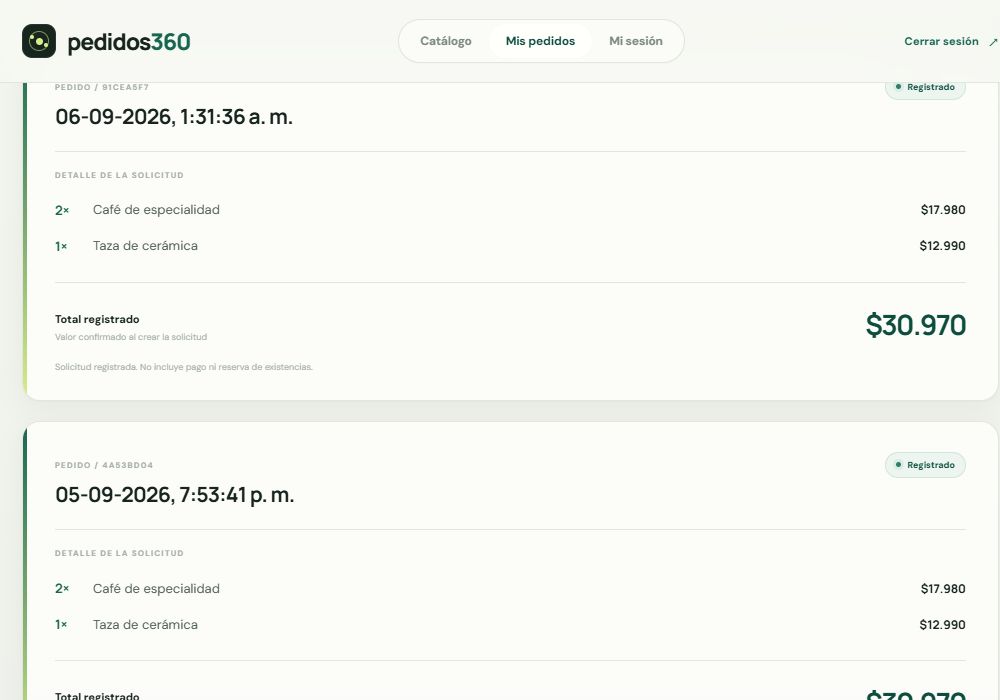 pedidos360
Catálogo Mis pedidos Mi sesión
Cerrar sesión ↗
PEDIDO / 91CEA5F7
Registrado
06-09-2026, 1:31:36 a. m.
DETALLE DE LA SOLICITUD
2× Café de especialidad $17.980
1× Taza de cerámica $12.990
Total registrado
$30.970
Valor confirmado al crear la solicitud
Solicitud registrada. No incluye pago ni reserva de existencias.
PEDIDO / 4A53BD04
Registrado
05-09-2026, 7:53:41 p. m.
DETALLE DE LA SOLICITUD
2× Café de especialidad $17.980
1× Taza de cerámica $12.990
Total registrado
$30.970